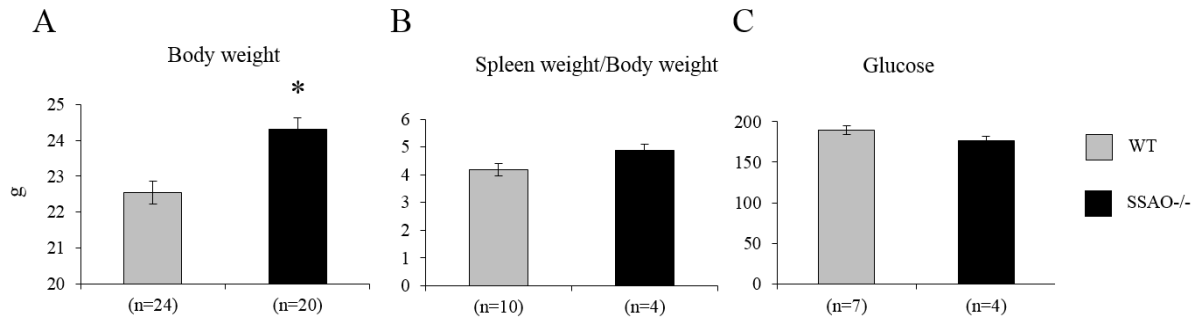 A
Body weight
*
g
25
24
23
22
21
20
(n=24)
(n=20)
B
Spleen weight/Body weight
6
5
4
3
2
1
0
(n=10)
(n=4)
C
Glucose
200
150
100
50
0
(n=7)
(n=4)
WT
SSAO-/-